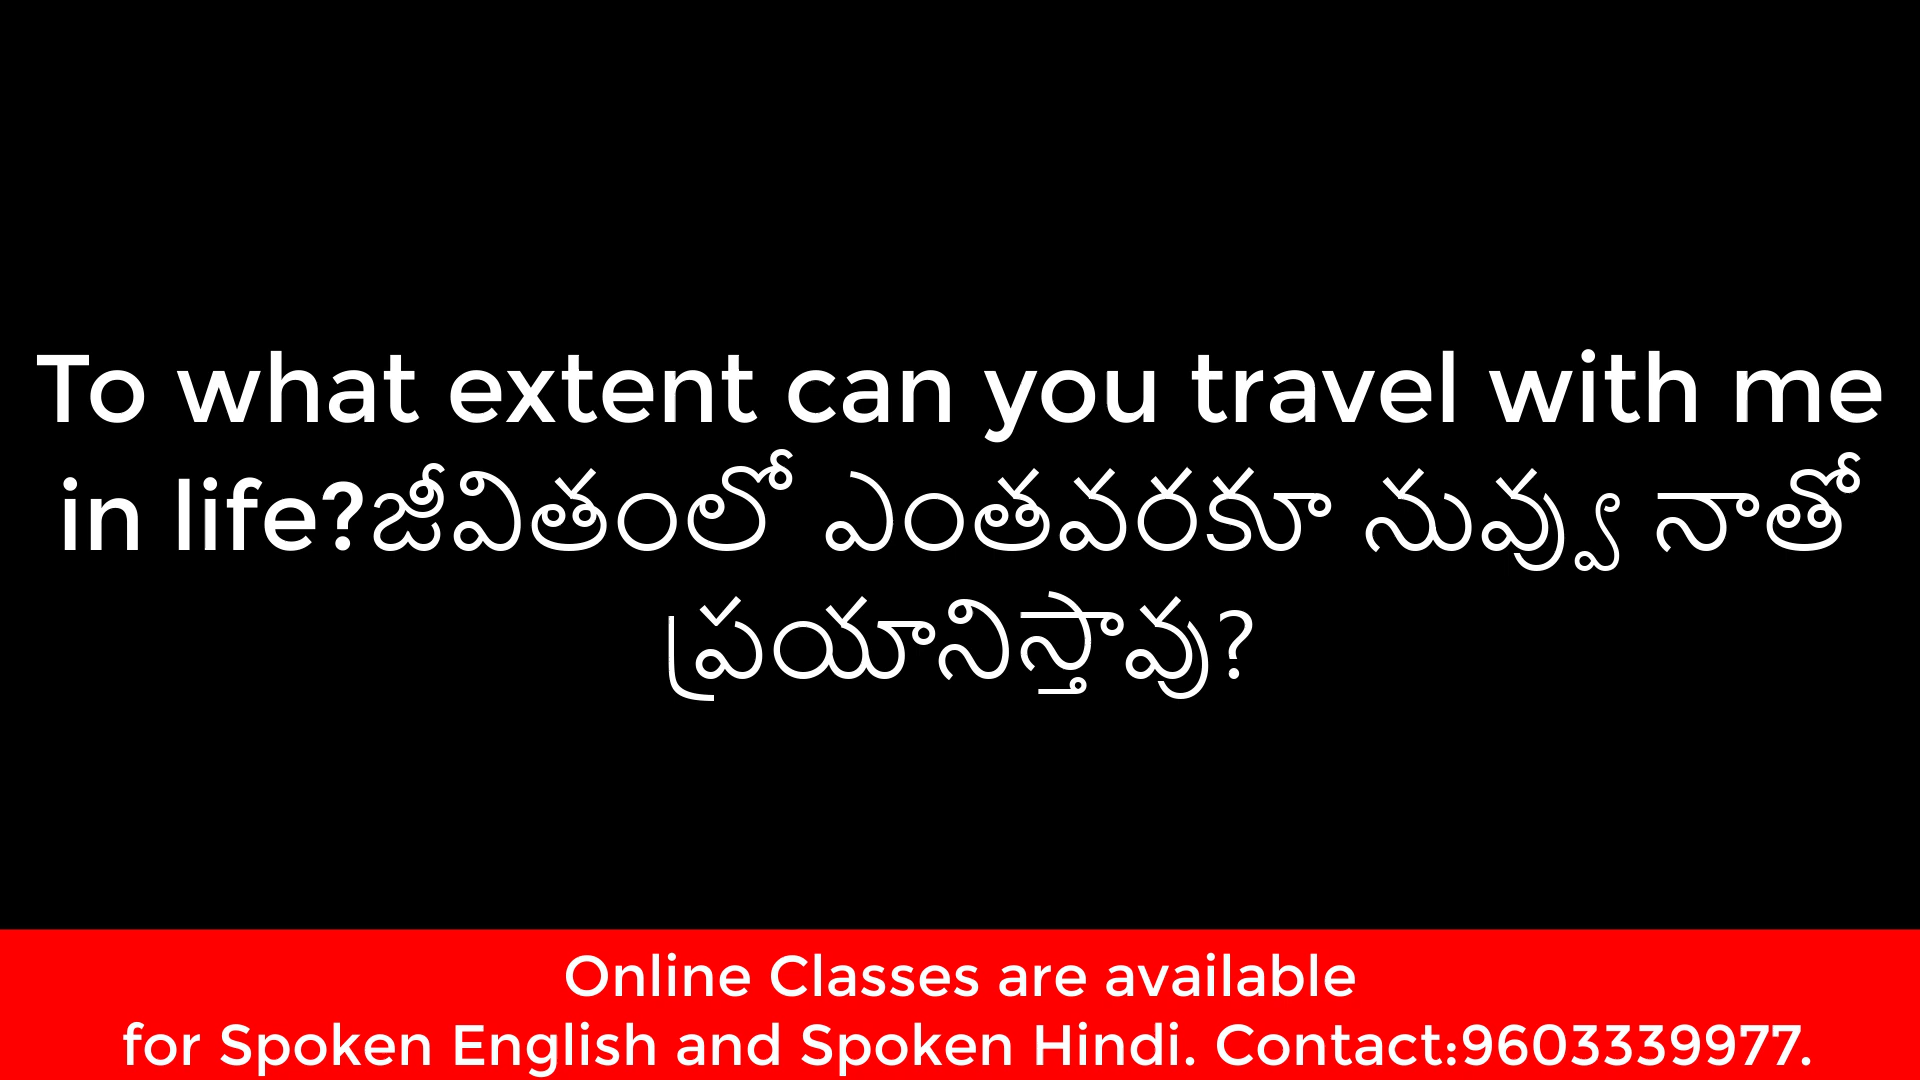 To what extent can you travel with me
in life?జీవితంలో ఎంతవరకూ నువ్వు నాతో
ప్రయానిస్తావు?
Online Classes are available
for Spoken English and Spoken Hindi. Contact:9603339977.